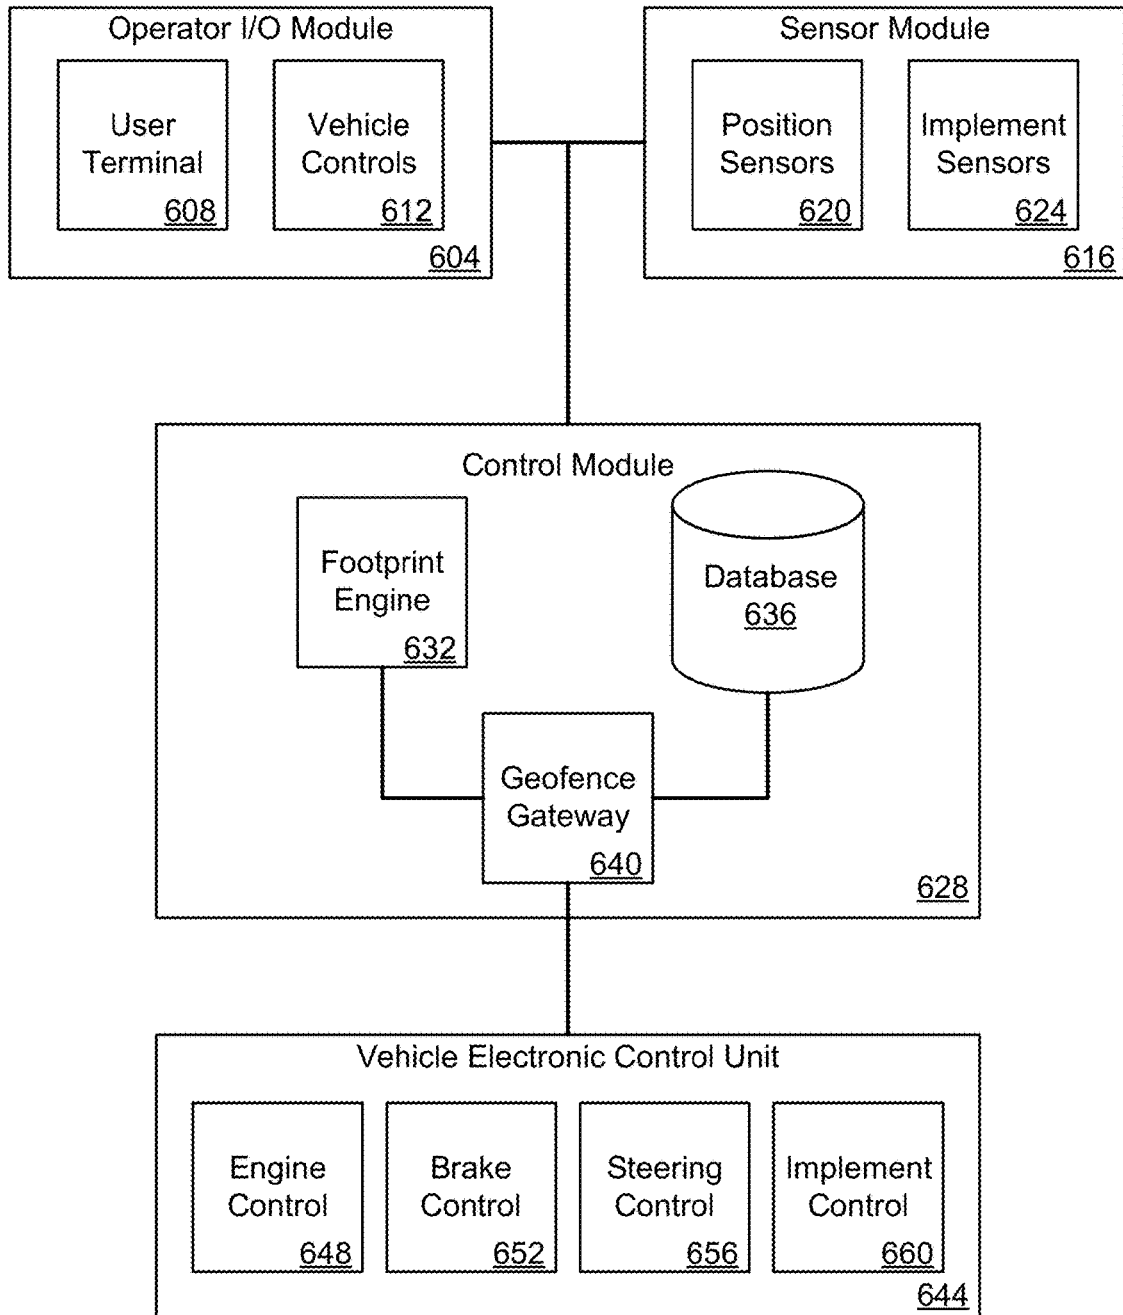 Operator I/O Module
User
Terminal
608
Vehicle
Controls
612
604
Sensor Module
Position
Sensors
620
Implement
Sensors
624
616
Control Module
Footprint
Engine
632
Database
636
Geofence
Gateway
640
628
Vehicle Electronic Control Unit
Engine
Control
648
Brake
Control
652
Steering
Control
656
Implement
Control
660
644